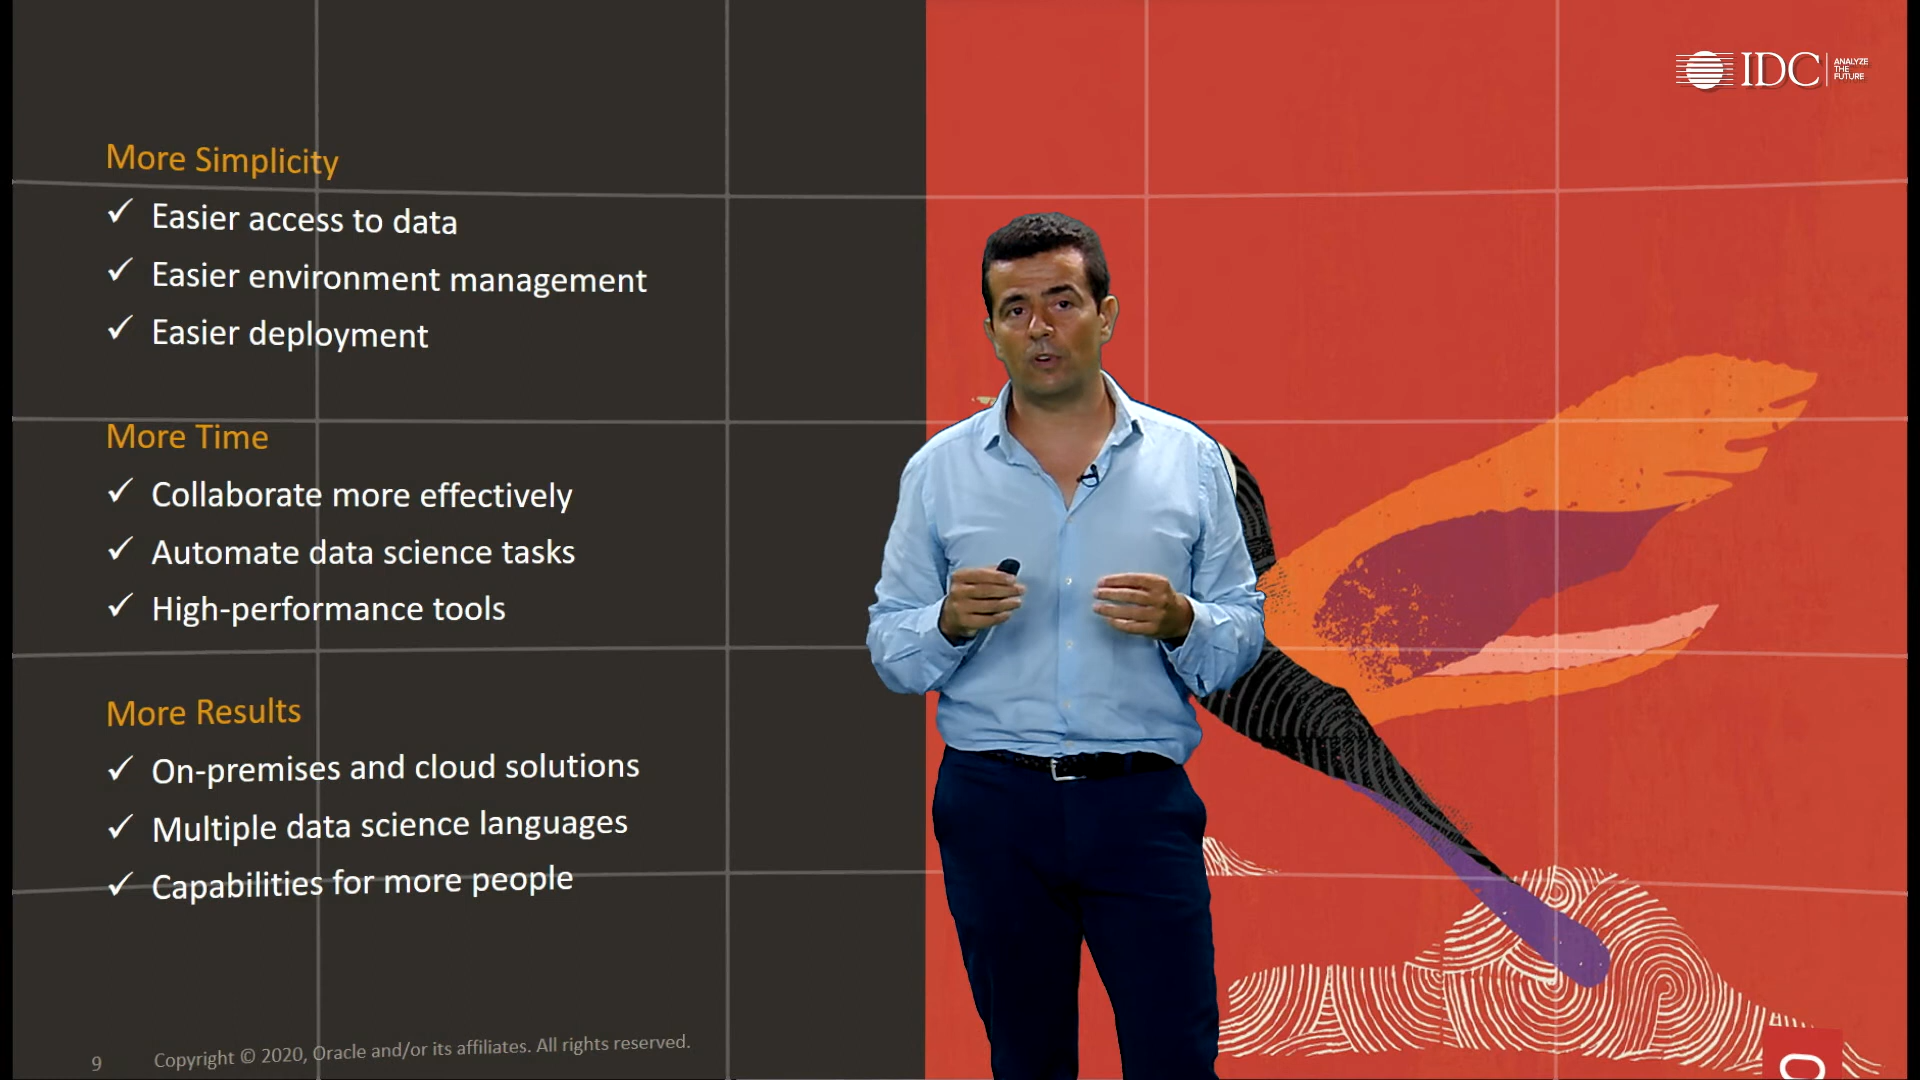 IDC
ANALYZE
THE
FUTURE
More Simplicity
✓ Easier access to data
✓ Easier environment management
✓ Easier deployment
More Time
✓ Collaborate more effectively
✓ Automate data science tasks
✓ High-performance tools
More Results
✓ On-premises and cloud solutions
✓ Multiple data science languages
✓ Capabilities for more people
9 Copyright © 2020, Oracle and/or its affiliates. All rights reserved.